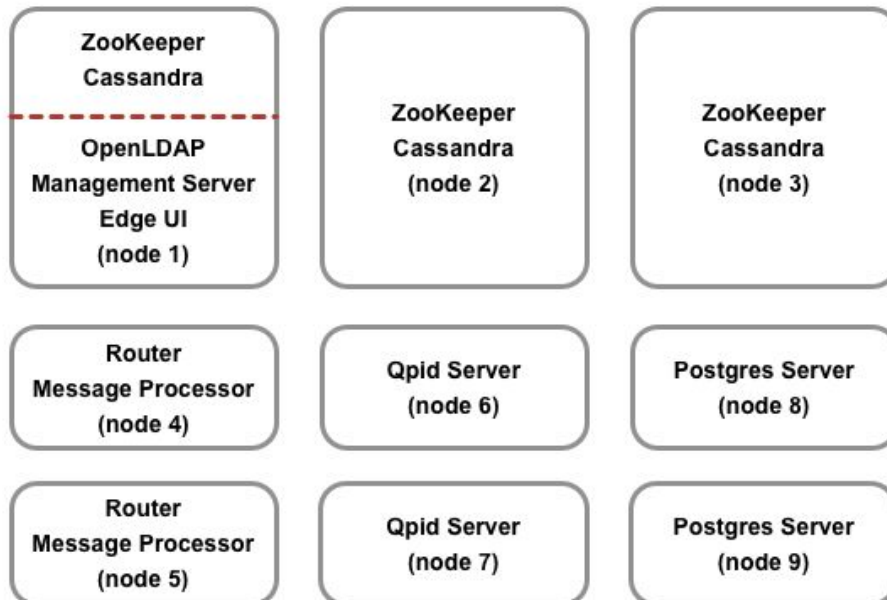 ZooKeeper
Cassandra
OpenLDAP
Management Server
Edge UI
(node 1)
ZooKeeper
Cassandra
(node 2)
ZooKeeper
Cassandra
(node 3)
Router
Message Processor
(node 4)
Qpid Server
(node 6)
Postgres Server
(node 8)
Router
Message Processor
(node 5)
Qpid Server
(node 7)
Postgres Server
(node 9)